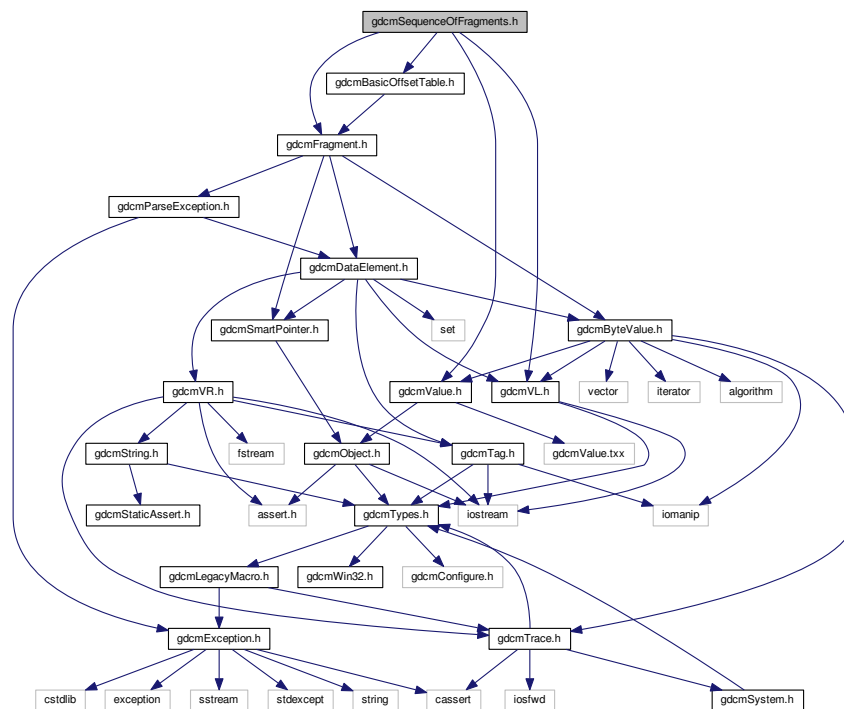 gdcmSequenceOfFragments.h
gdcmBasicOffsetTable.h
gdcmFragment.h
gdcmParseException.h
gdcmDataElement.h
gdcmSmartPointer.h
set
gdcmByteValue.h
gdcmVR.h
gdcmValue.h
gdcmVL.h
vector
iterator
algorithm
gdcmString.h
fstream
gdcmObject.h
gdcmTag.h
gdcmValue.txx
gdcmStaticAssert.h
assert.h
gdcmTypes.h
iostream
iomanip
gdcmLegacyMacro.h
gdcmWin32.h
gdcmConfigure.h
gdcmException.h
gdcmTrace.h
cstdlib
exception
sstream
stdexcept
string
cassert
iosfwd
gdcmSystem.h